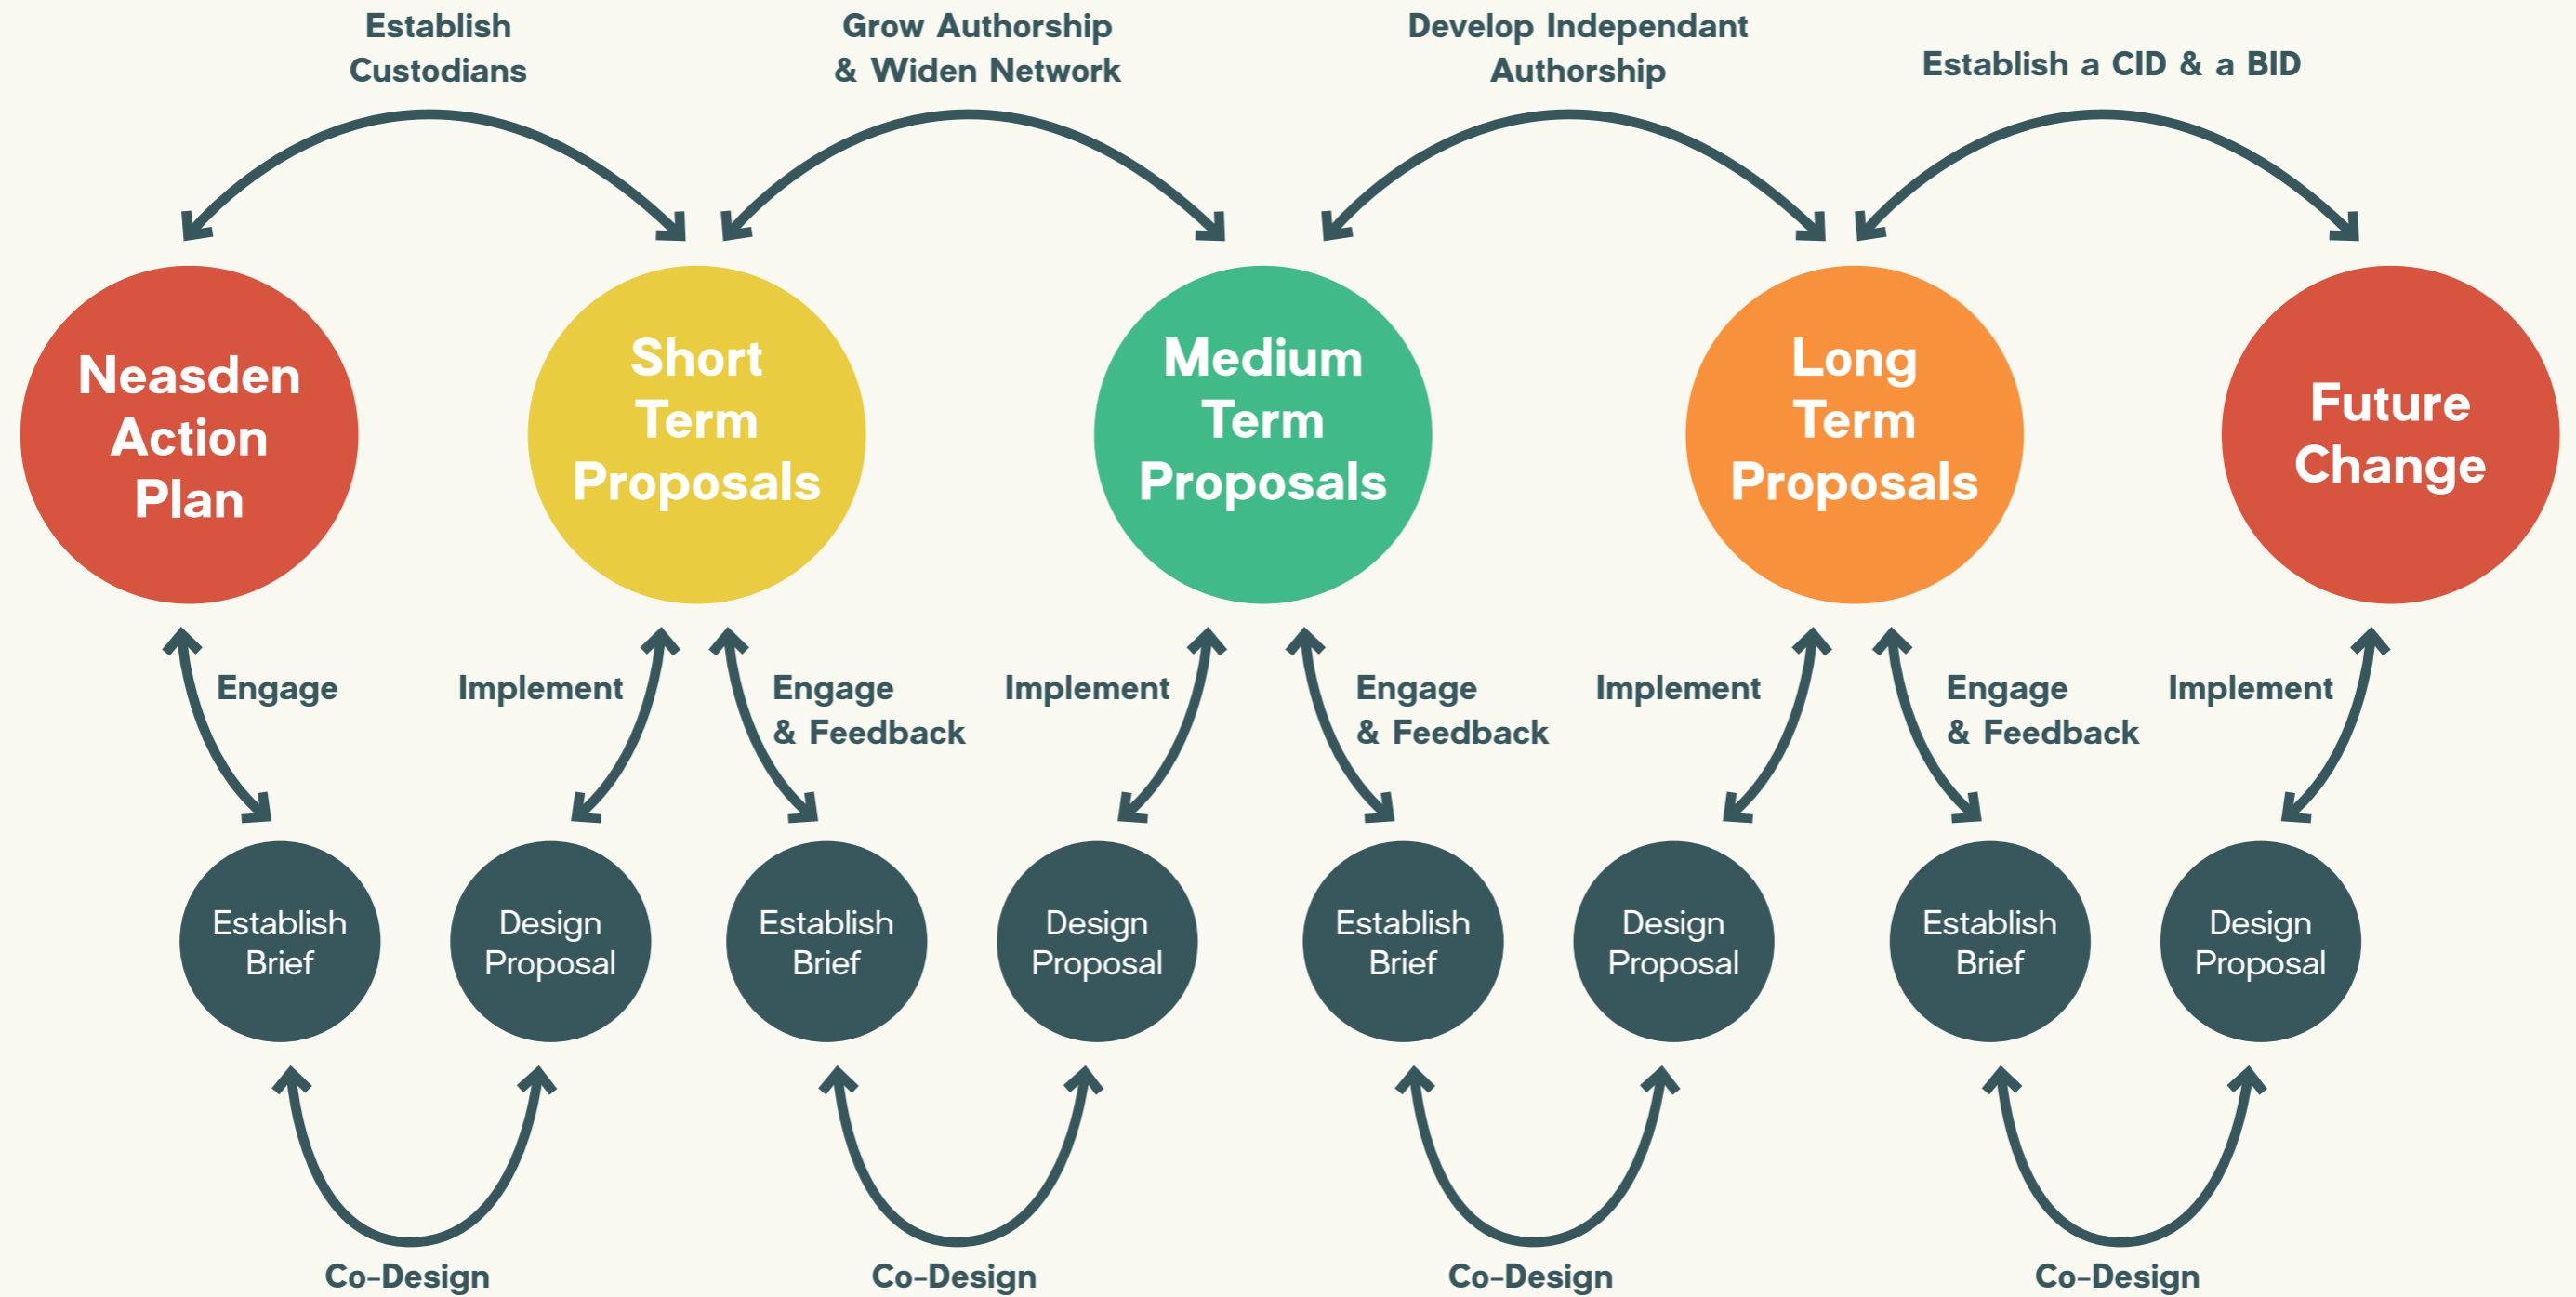 Establish
Custodians
Grow Authorship
& Widen Network
Develop Independant
Authorship
Establish a CID & a BID
Neasden
Action
Plan
Short
Term
Proposals
Medium
Term
Proposals
Long
Term
Proposals
Future
Change
Engage
Implement
Engage
& Feedback
Implement
Engage
& Feedback
Implement
Engage
& Feedback
Implement
Establish
Brief
Design
Proposal
Establish
Brief
Design
Proposal
Establish
Brief
Design
Proposal
Establish
Brief
Design
Proposal
Co-Design
Co-Design
Co-Design
Co-Design